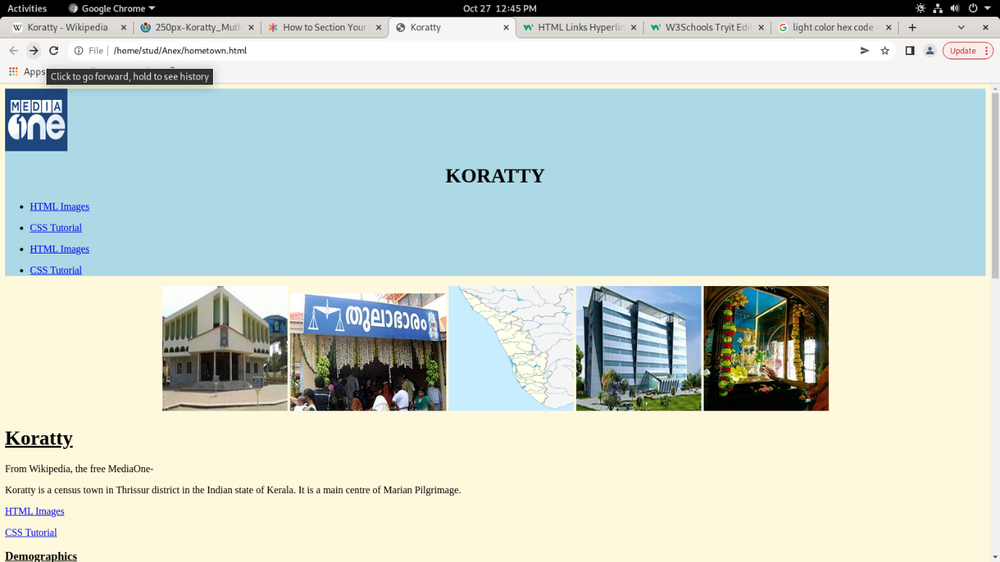 Activities Google Chrome Oct 27 12:45 PM
Koratty - Wikipedia 250px-Koratty_Muth How to Section Your Koratty HTML Links Hyperlin W3Schools Tryit Edit light color hex code -
File /home/stud/Anex/hometown.html Update
Apps
Click to go forward, hold to see history
MEDIA
One
KORATTY
HTML Images
CSS Tutorial
HTML Images
CSS Tutorial
തുലാഭാരം
Koratty
From Wikipedia, the free MediaOne-
Koratty is a census town in Thrissur district in the Indian state of Kerala. It is a main centre of Marian Pilgrimage.
HTML Images
CSS Tutorial
Demographics